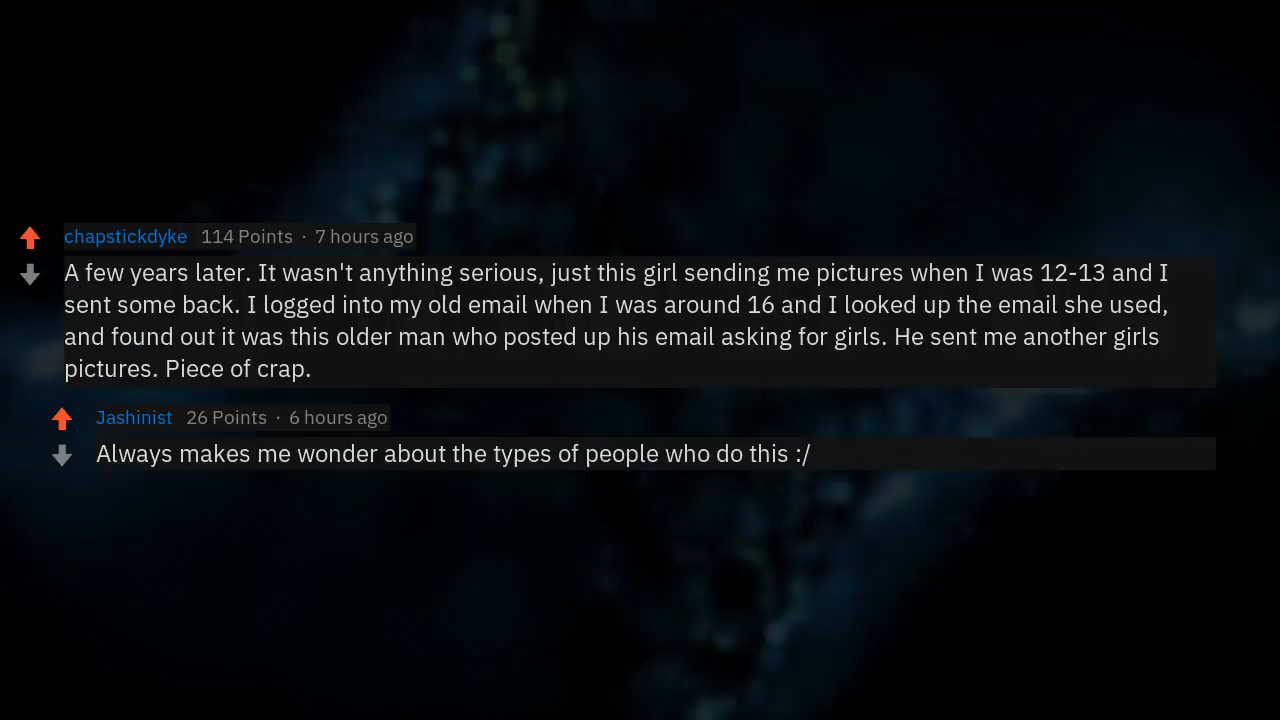 chapstickdyke 114 Points · 7 hours ago
A few years later. It wasn't anything serious, just this girl sending me pictures when I was 12-13 and I
sent some back. I logged into my old email when I was around 16 and I looked up the email she used,
and found out it was this older man who posted up his email asking for girls. He sent me another girls
pictures. Piece of crap.
Jashinist 26 Points · 6 hours ago
Always makes me wonder about the types of people who do this :/